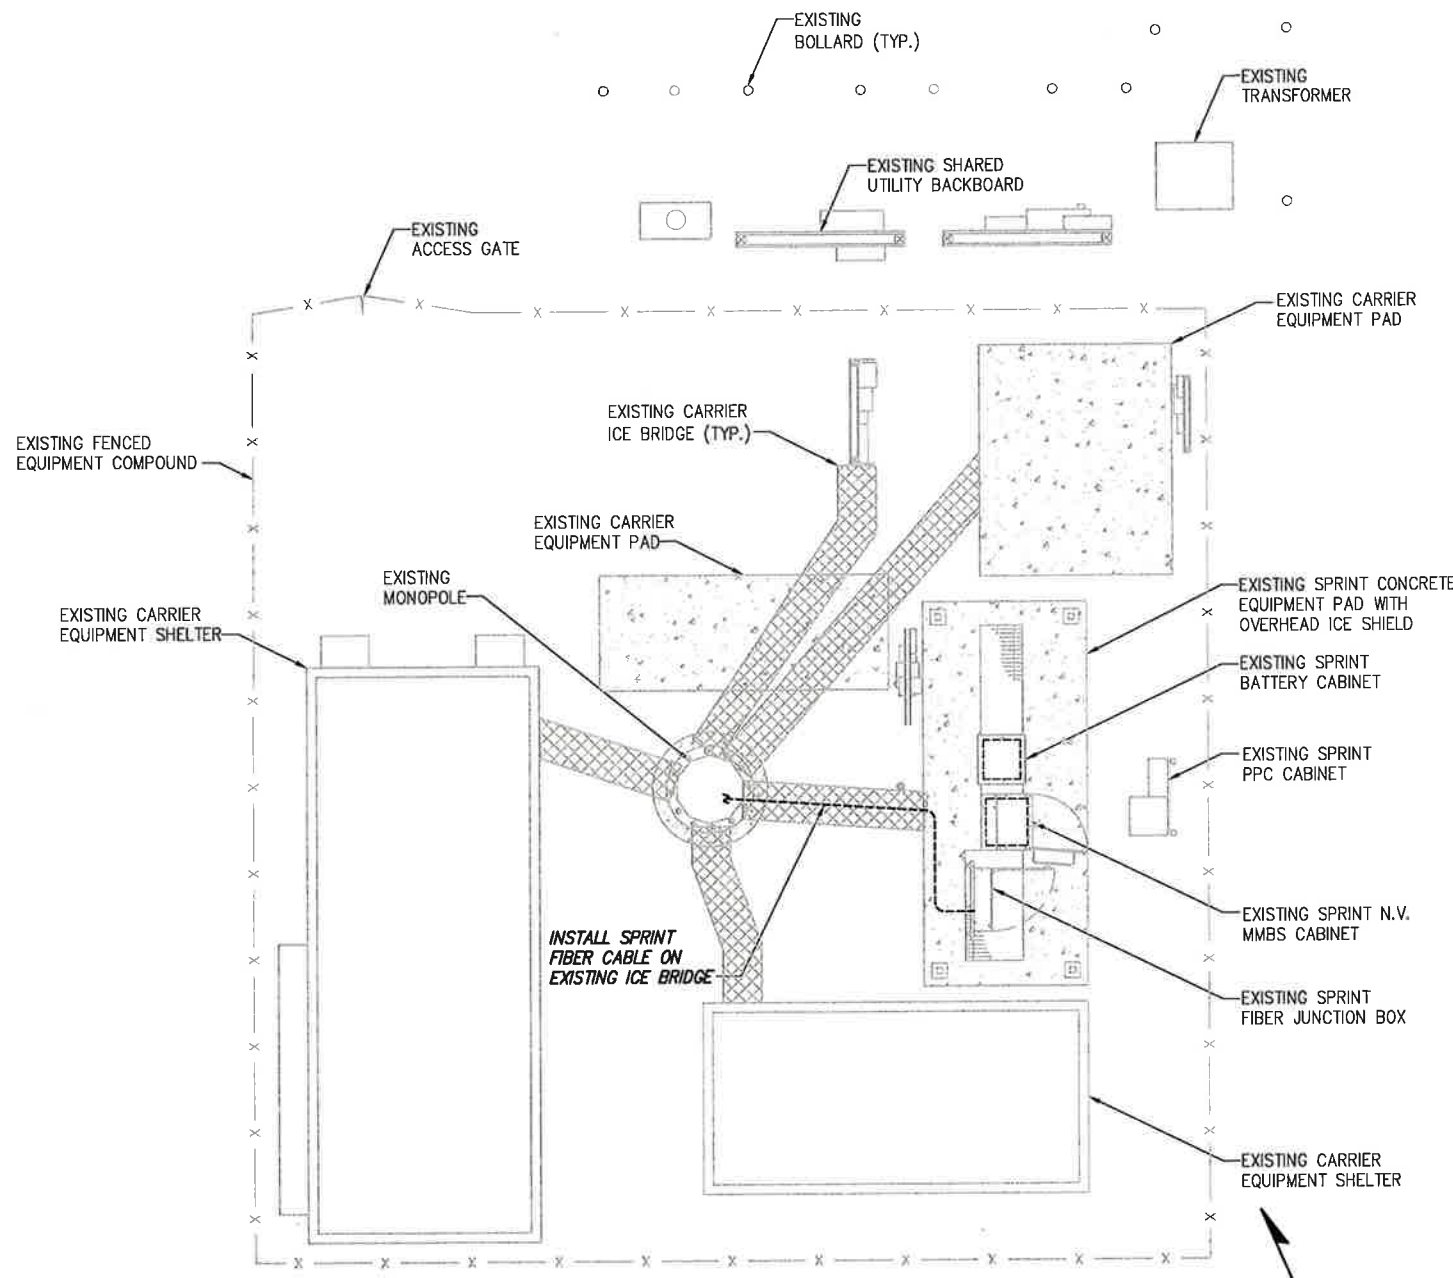 EXISTING
BOLLARD (TYP.)
EXISTING
TRANSFORMER
EXISTING SHARED
UTILITY BACKBOARD
EXISTING
ACCESS GATE
EXISTING CARRIER
EQUIPMENT PAD
EXISTING CARRIER
ICE BRIDGE (TYP.)
EXISTING FENCED
EQUIPMENT COMPOUND
EXISTING CARRIER
EQUIPMENT PAD
EXISTING
MONOPOLE
EXISTING SPRINT CONCRETE
EQUIPMENT PAD WITH
OVERHEAD ICE SHIELD
EXISTING CARRIER
EQUIPMENT SHELTER
EXISTING SPRINT
BATTERY CABINET
EXISTING SPRINT
PPC CABINET
EXISTING SPRINT N.V.
MMBS CABINET
INSTALL SPRINT
FIBER CABLE ON
EXISTING ICE BRIDGE
EXISTING SPRINT
FIBER JUNCTION BOX
EXISTING CARRIER
EQUIPMENT SHELTER